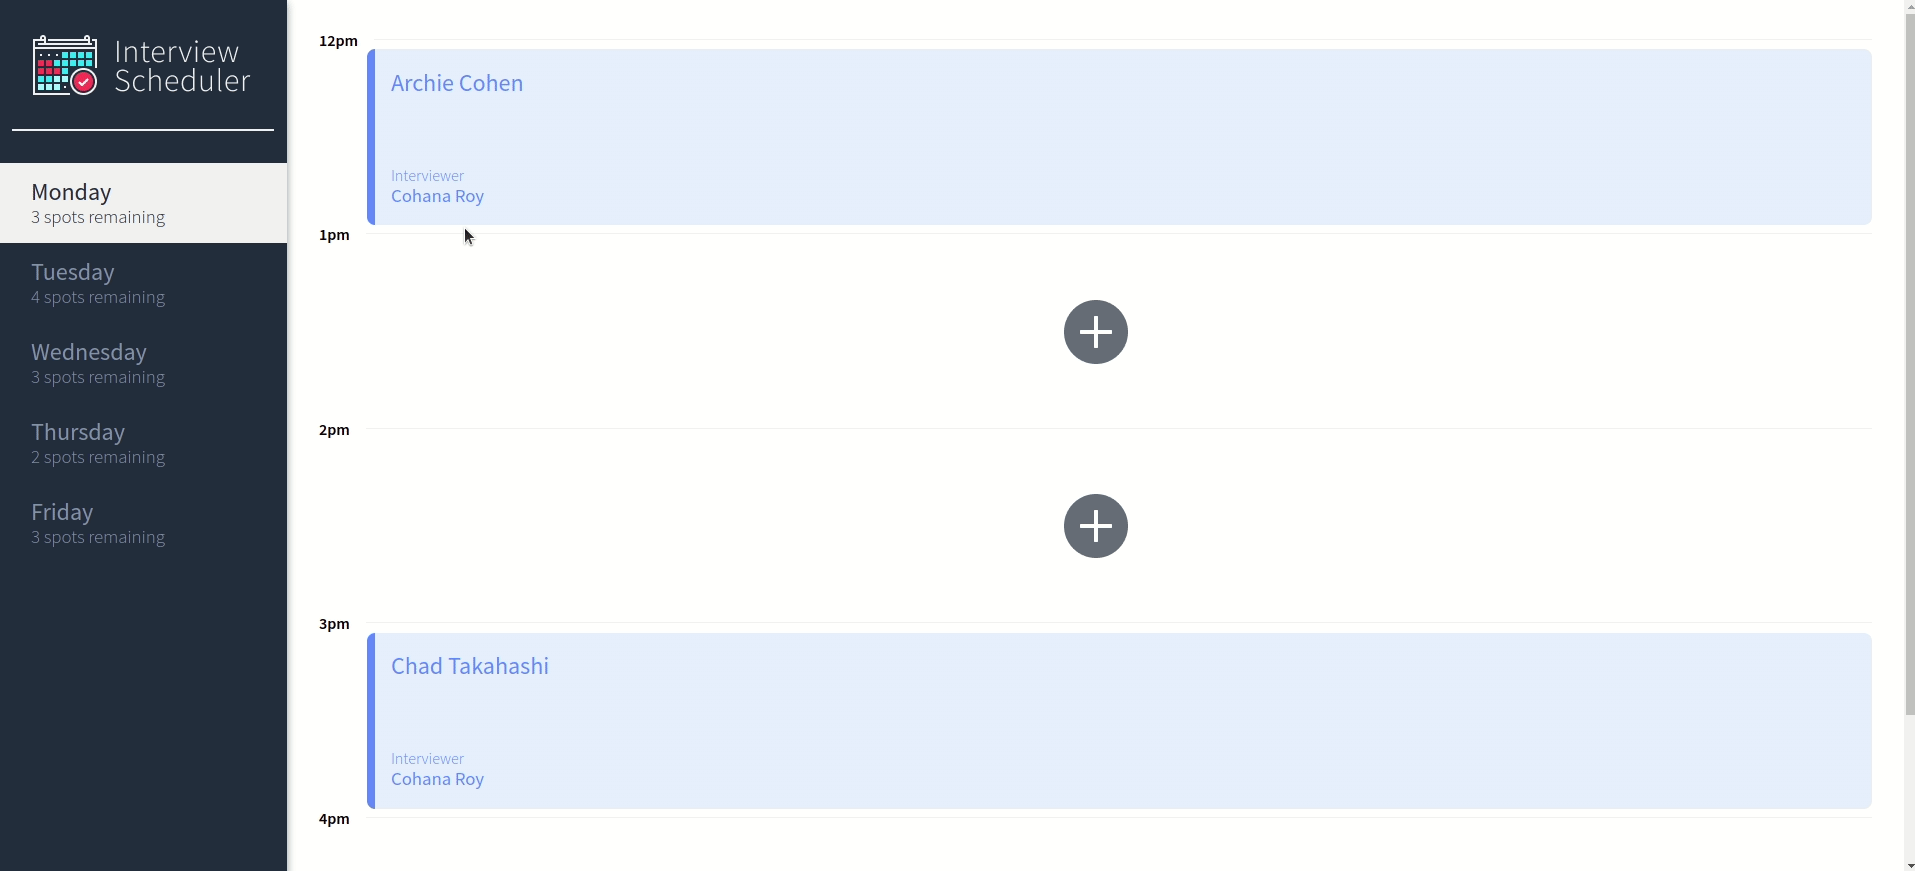 Interview
Scheduler
Monday
3 spots remaining
Tuesday
4 spots remaining
Wednesday
3 spots remaining
Thursday
2 spots remaining
Friday
3 spots remaining
12pm
Archie Cohen
Interviewer
Cohana Roy
1pm
2pm
3pm
Chad Takahashi
Interviewer
Cohana Roy
4pm